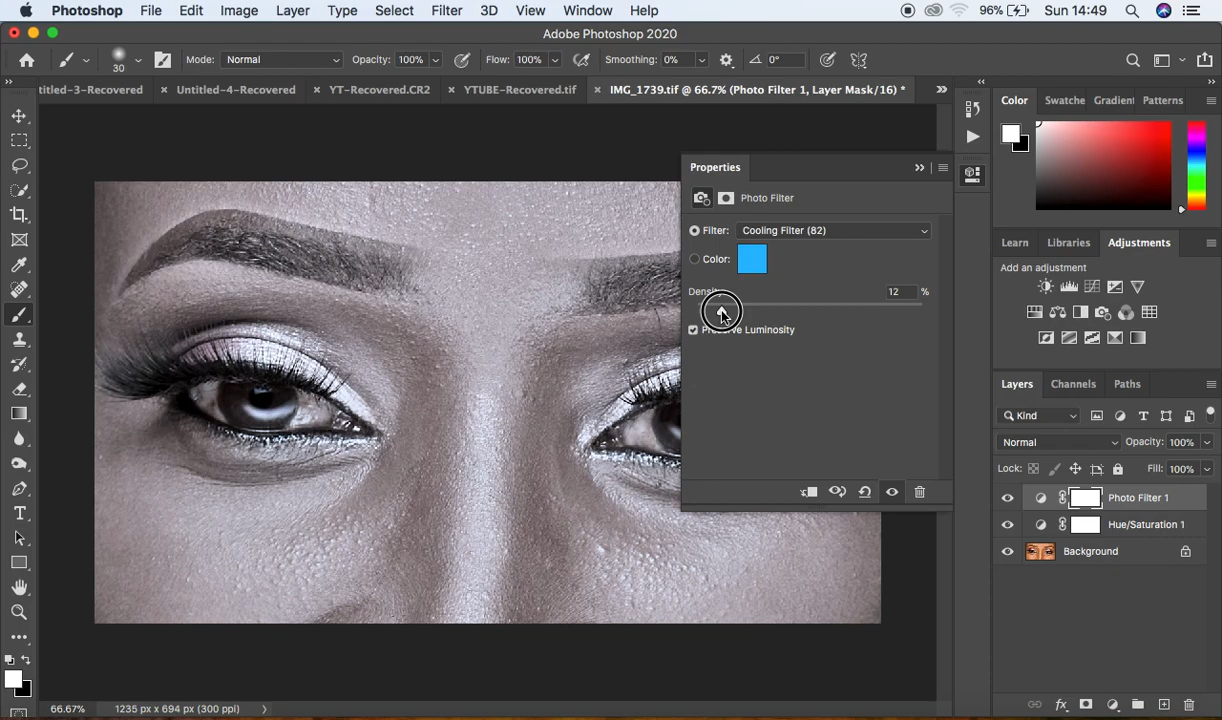 Photoshop File Edit Image Layer Type Select Filter 3D View Window Help 96% Sun 14:49
Adobe Photoshop 2020
30 Mode: Normal Opacity: 100% Flow: 100% Smoothing: 0% 0°
ntitled-3-Recovered × Untitled-4-Recovered × YT-Recovered.CR2 × YTUBE-Recovered.tif × IMG_1739.tif @ 66.7% (Photo Filter 1, Layer Mask/16) *
Color Swatche Gradien Patterns
Properties
Photo Filter
Filter: Cooling Filter (82)
Color:
Density: 12 %
Preserve Luminosity
Learn Libraries Adjustments
Add an adjustment
Layers Channels Paths
Kind
Normal Opacity: 100%
Lock: Fill: 100%
Photo Filter 1
Hue/Saturation 1
Background
66.67% 1235 px x 694 px (300 ppi)